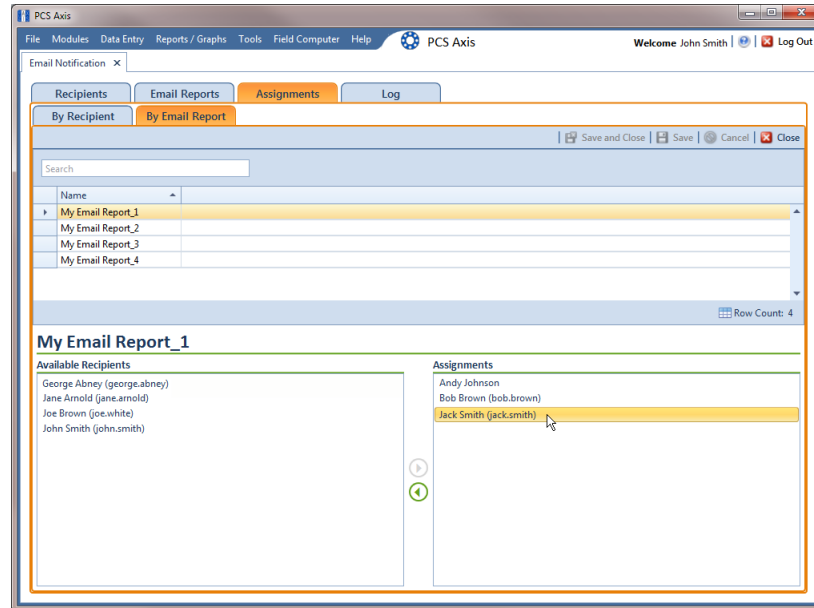 PCS Axis
File Modules Data Entry Reports / Graphs Tools Field Computer Help PCS Axis Welcome John Smith | | Log Out
Email Notification X
Recipients Email Reports Assignments Log
By Recipient By Email Report
| Save and Close | Save | Cancel | Close
Search
Name
My Email Report_1
My Email Report_2
My Email Report_3
My Email Report_4
Row Count: 4
My Email Report_1
Available Recipients Assignments
George Abney (george.abney) Andy Johnson
Jane Arnold (jane.arnold) Bob Brown (bob.brown)
Joe Brown (joe.white) Jack Smith (jack.smith)
John Smith (john.smith)